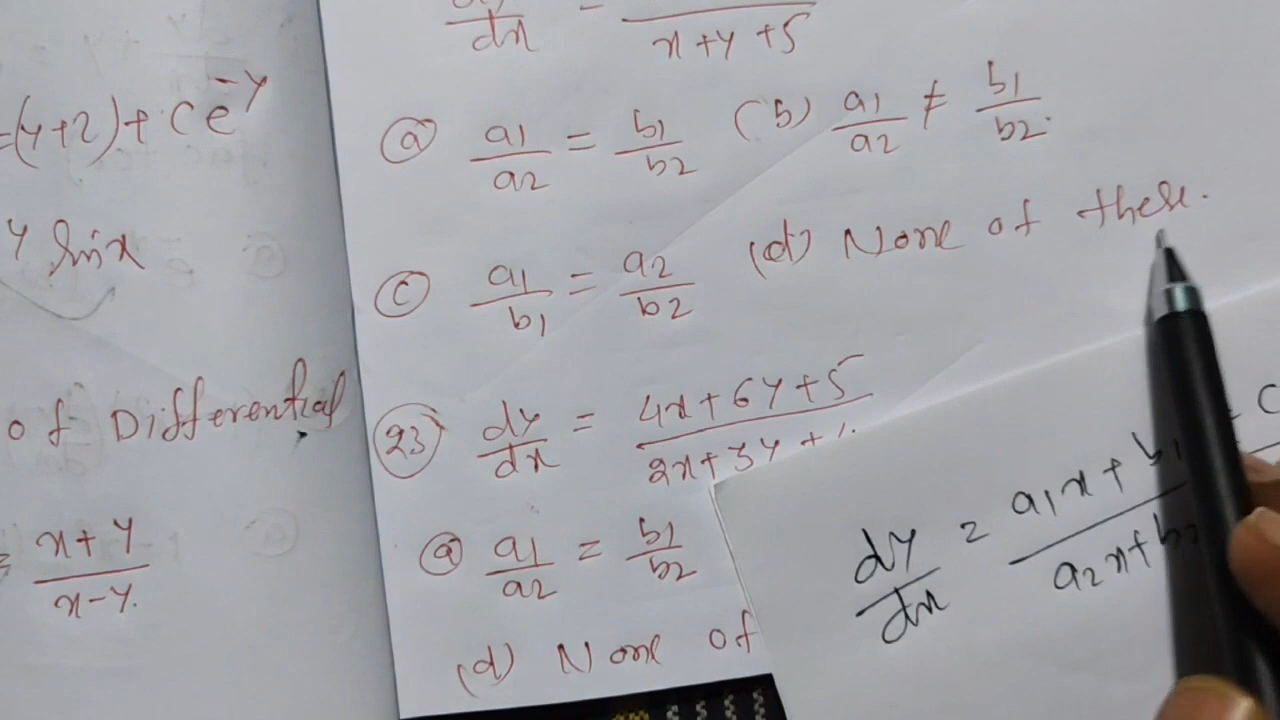 =(y+2)+Ce^-y
y sinx
of Differential
= x+y
x-y.
dx
x+y+5
(a) a1/a2 = b1/b2 (b) a1/a2 ≠ b1/b2.
(c) a1/b1 = a2/b2 (d) None of these.
(23) dy/dx = 4x+6y+5
2x+3y+
(a) a1/a2 = b1/b2
(d) None of
dy/dx = a1x+b1
a2x+b2